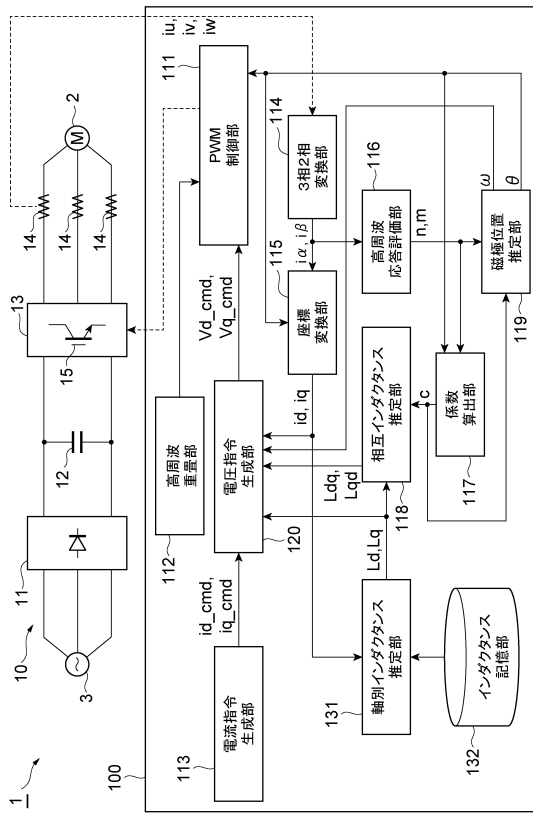 1
10
3
11
12
13
15
14
14
14
M
2
iu,
iv,
iw
100
電流指令
生成部
113
id_cmd,
iq_cmd
高周波
重畳部
112
電圧指令
生成部
120
Vd_cmd,
Vq_cmd
PWM
制御部
111
3相2相
変換部
114
iα, iβ
座標
変換部
115
id, iq
高周波
応答評価部
116
n,m
ω
θ
磁極位置
推定部
119
係数
算出部
117
c
相互インダクタンス
推定部
118
Ldq,
Lqd
Ld,Lq
軸別インダクタンス
推定部
131
インダクタンス
記憶部
132